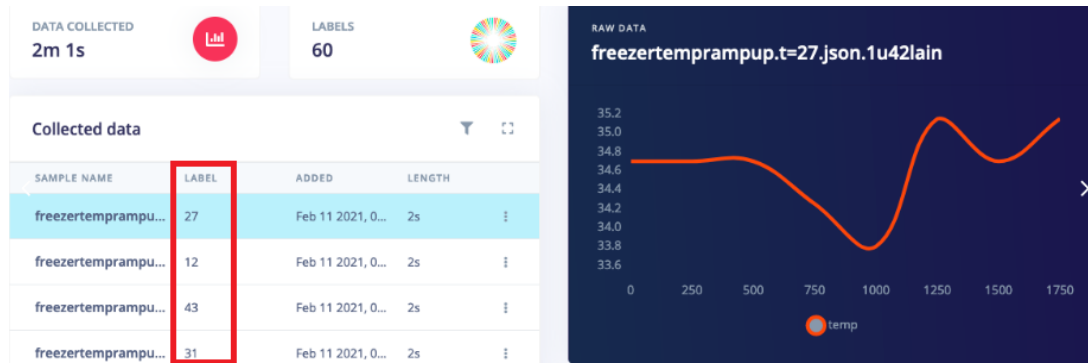 DATA COLLECTED
2m 1s
LABELS
60
Collected data
SAMPLE NAME LABEL ADDED LENGTH
freezertemprampu... 27 Feb 11 2021, 0... 2s
freezertemprampu... 12 Feb 11 2021, 0... 2s
freezertemprampu... 43 Feb 11 2021, 0... 2s
freezertemprampu... 31 Feb 11 2021, 0... 2s
RAW DATA
freezertemprampup.t=27.json.1u42lain
35.2
35.0
34.8
34.6
34.4
34.2
34.0
33.8
33.6
0 250 500 750 1000 1250 1500 1750
temp